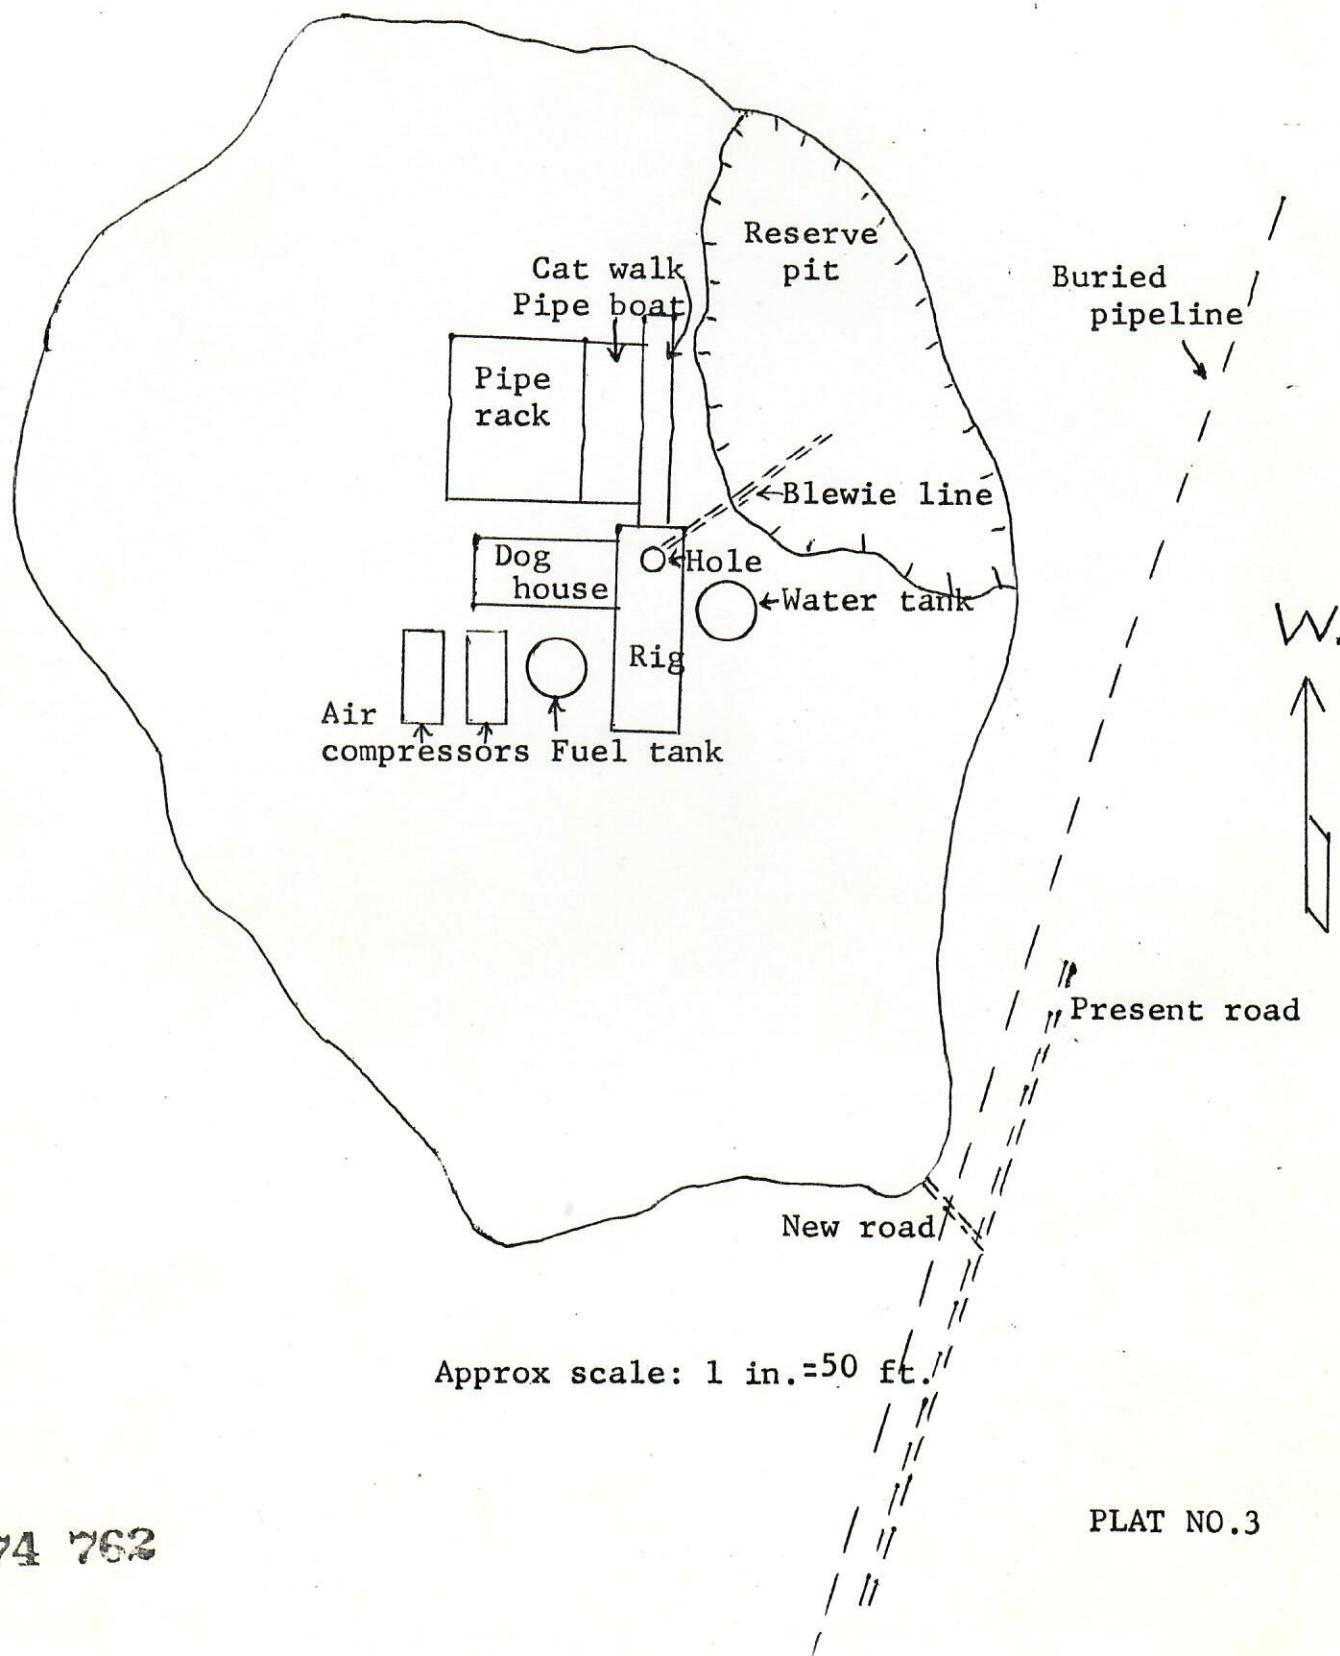 Reserve
pit
Cat walk
Pipe boat
Buried
pipeline
Pipe
rack
Blewie line
Dog
house
Hole
Water tank
W.
Rig
Air
compressors
Fuel tank
Present road
New road
Approx scale: 1 in.=50 ft.
PLAT NO.3
74 762